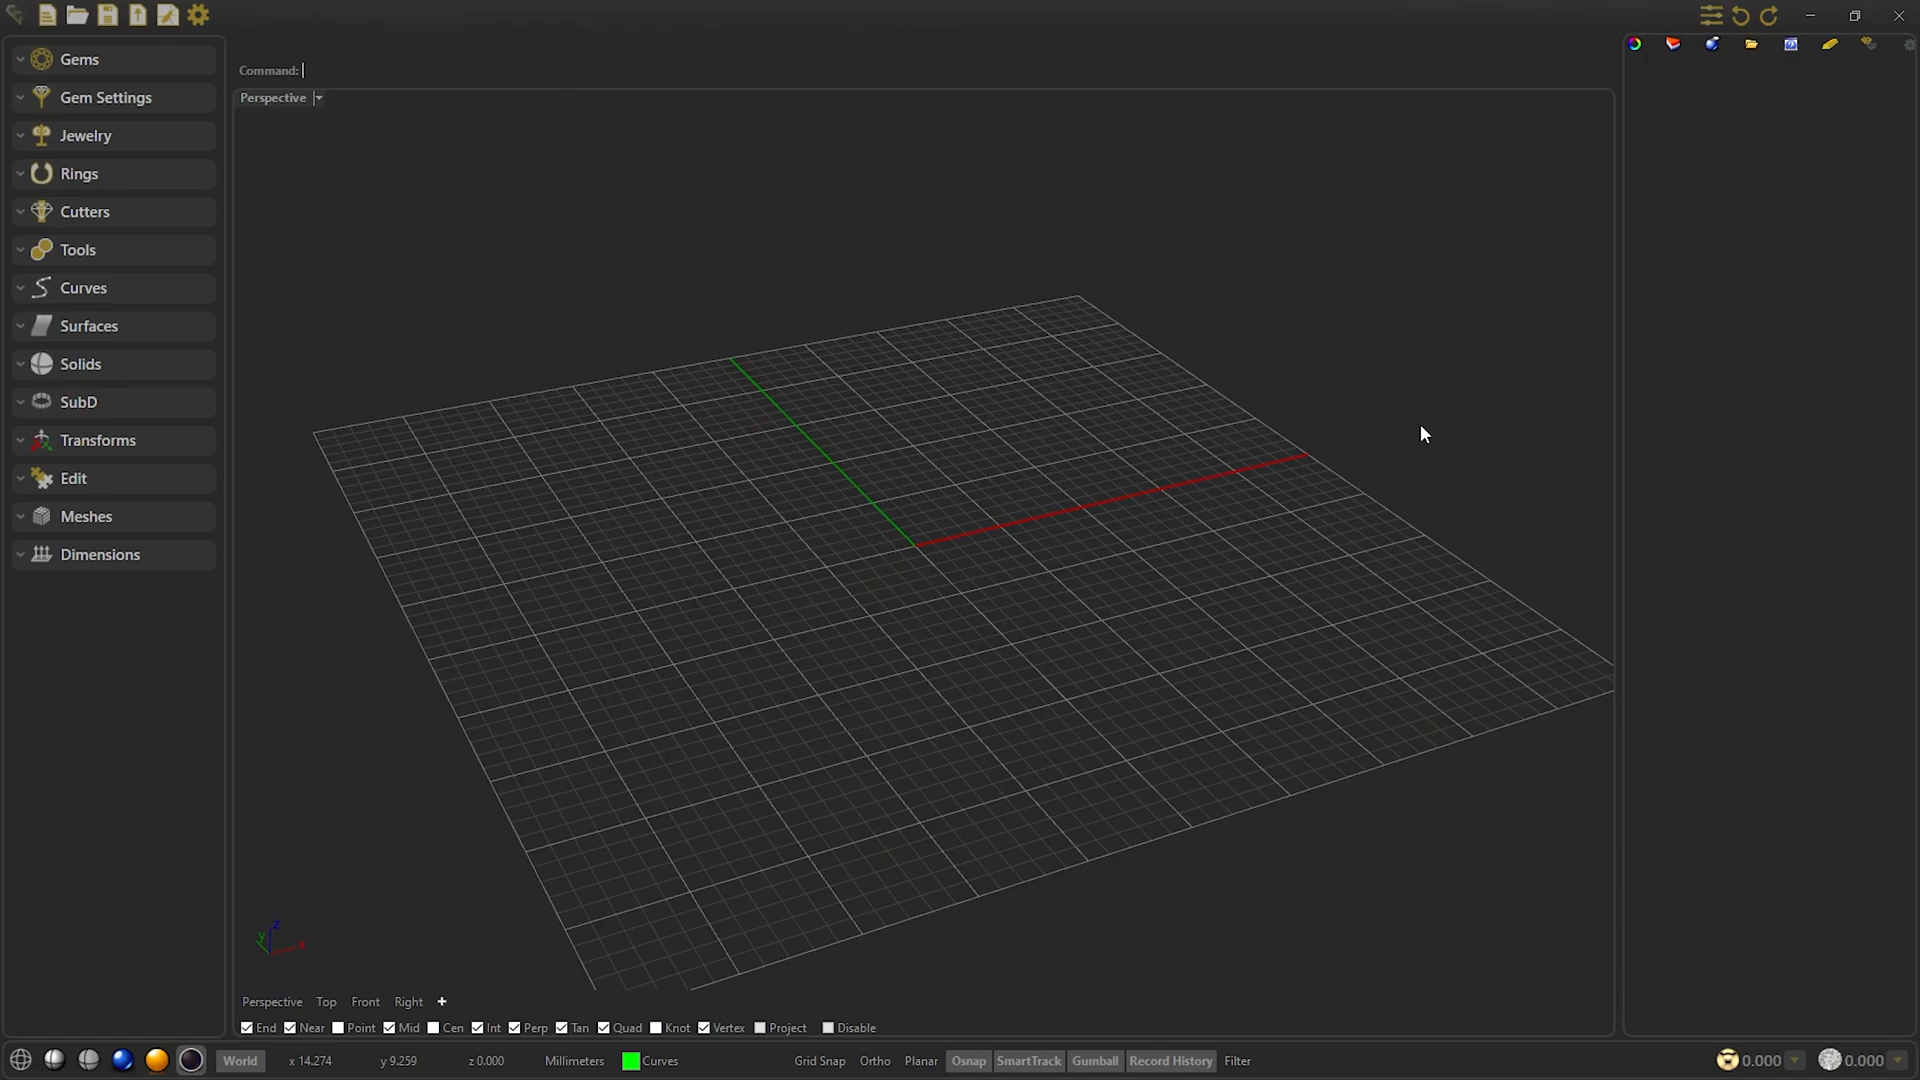 Gems
Gem Settings
Jewelry
Rings
Cutters
Tools
Curves
Surfaces
Solids
SubD
Transforms
Edit
Meshes
Dimensions
Command:
Perspective
z
y x
Perspective Top Front Right +
End Near Point Mid Cen Int Perp Tan Quad Knot Vertex Project Disable
World x 14.274 y 9.259 z 0.000 Millimeters Curves Grid Snap Ortho Planar Osnap SmartTrack Gumball Record History Filter 0.000 0.000